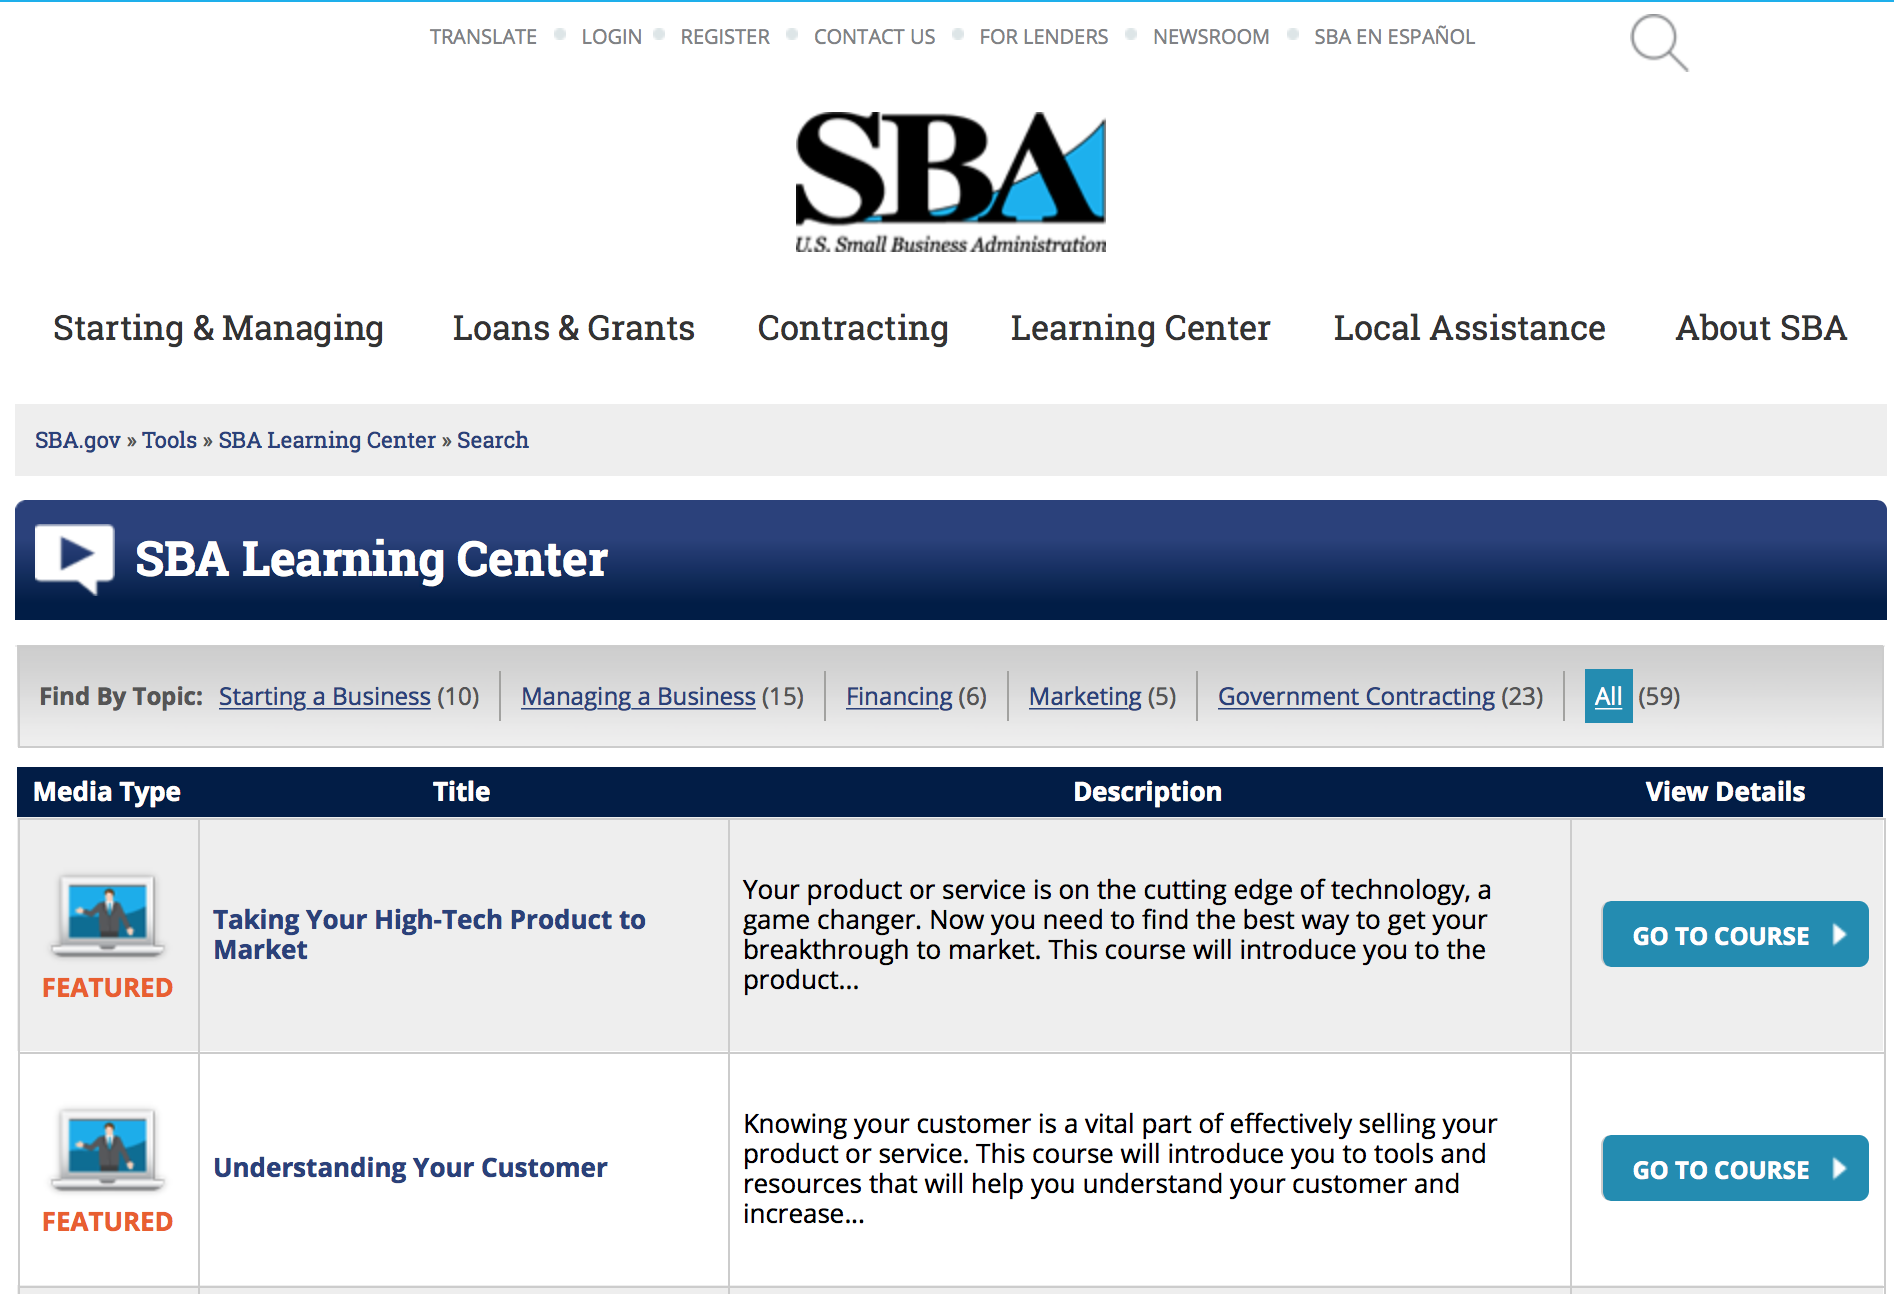 TRANSLATE LOGIN REGISTER CONTACT US FOR LENDERS NEWSROOM SBA EN ESPAÑOL
SBA
U.S. Small Business Administration
Starting & Managing Loans & Grants Contracting Learning Center Local Assistance About SBA
SBA.gov » Tools » SBA Learning Center » Search
SBA Learning Center
Find By Topic: Starting a Business (10) Managing a Business (15) Financing (6) Marketing (5) Government Contracting (23) All (59)
Media Type Title Description View Details
FEATURED
Taking Your High-Tech Product to
Market
Your product or service is on the cutting edge of technology, a
game changer. Now you need to find the best way to get your
breakthrough to market. This course will introduce you to the
product...
GO TO COURSE
FEATURED
Understanding Your Customer
Knowing your customer is a vital part of effectively selling your
product or service. This course will introduce you to tools and
resources that will help you understand your customer and
increase...
GO TO COURSE